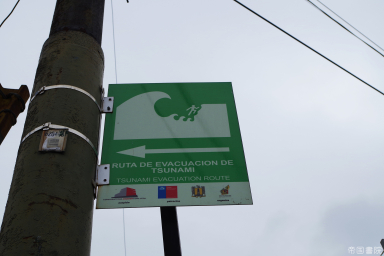 RUTA DE EVACUACION DE
TSUNAMI
TSUNAMI EVACUATION ROUTE